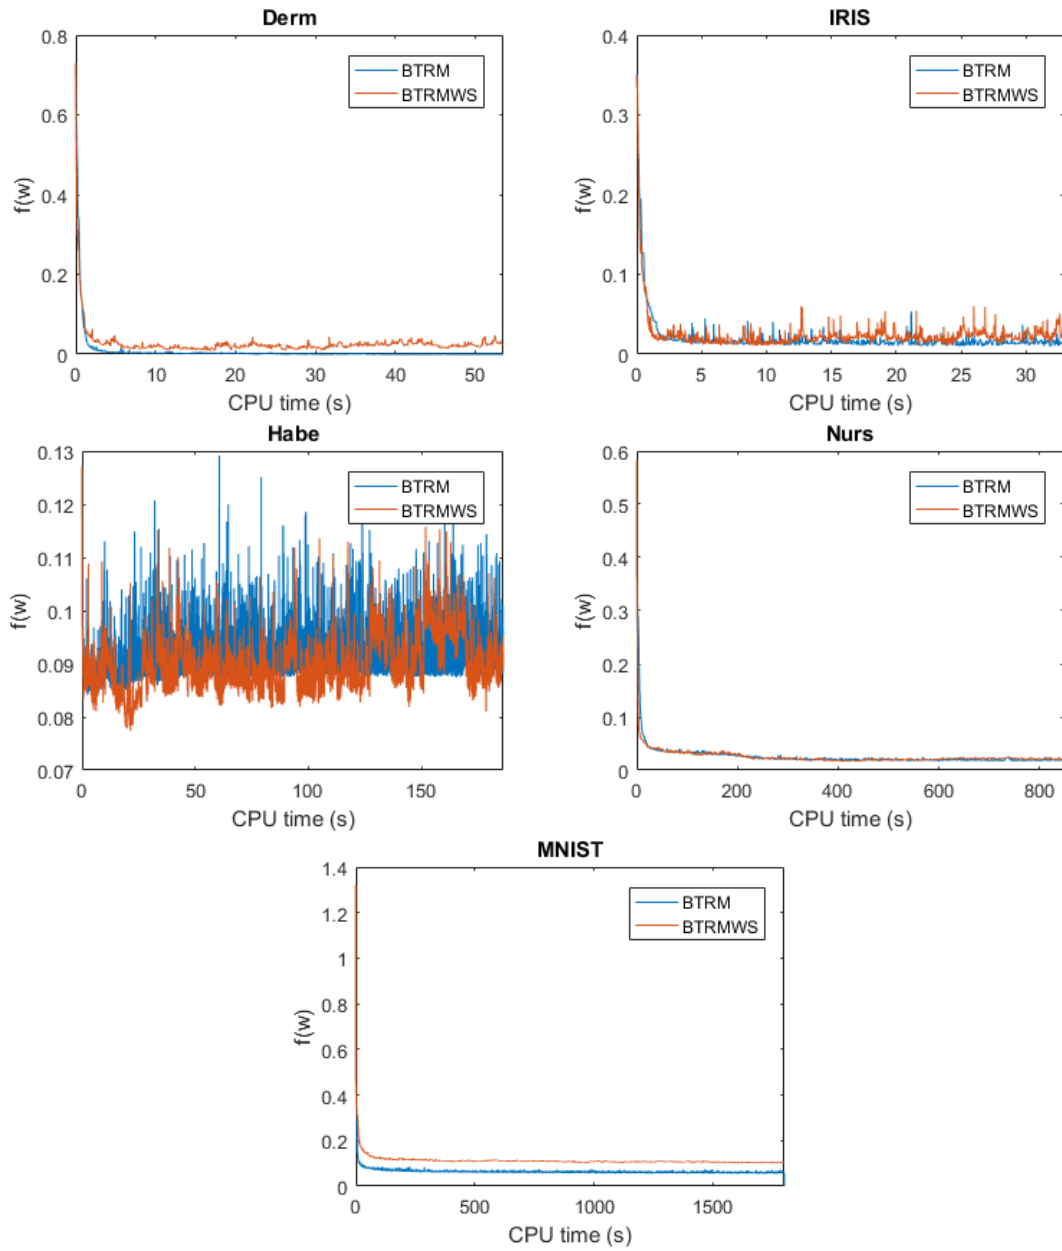 Derm
0.8
0.6
0.4
0.2
0
f(w)
BTRM
BTRMWS
0 10 20 30 40 50
CPU time (s)
IRIS
0.4
0.3
0.2
0.1
0
f(w)
BTRM
BTRMWS
0 5 10 15 20 25 30
CPU time (s)
Habe
0.13
0.12
0.11
0.1
0.09
0.08
0.07
f(w)
BTRM
BTRMWS
0 50 100 150
CPU time (s)
Nurs
0.6
0.5
0.4
0.3
0.2
0.1
0
f(w)
BTRM
BTRMWS
0 200 400 600 800
CPU time (s)
MNIST
1.4
1.2
1
0.8
0.6
0.4
0.2
0
f(w)
BTRM
BTRMWS
0 500 1000 1500
CPU time (s)